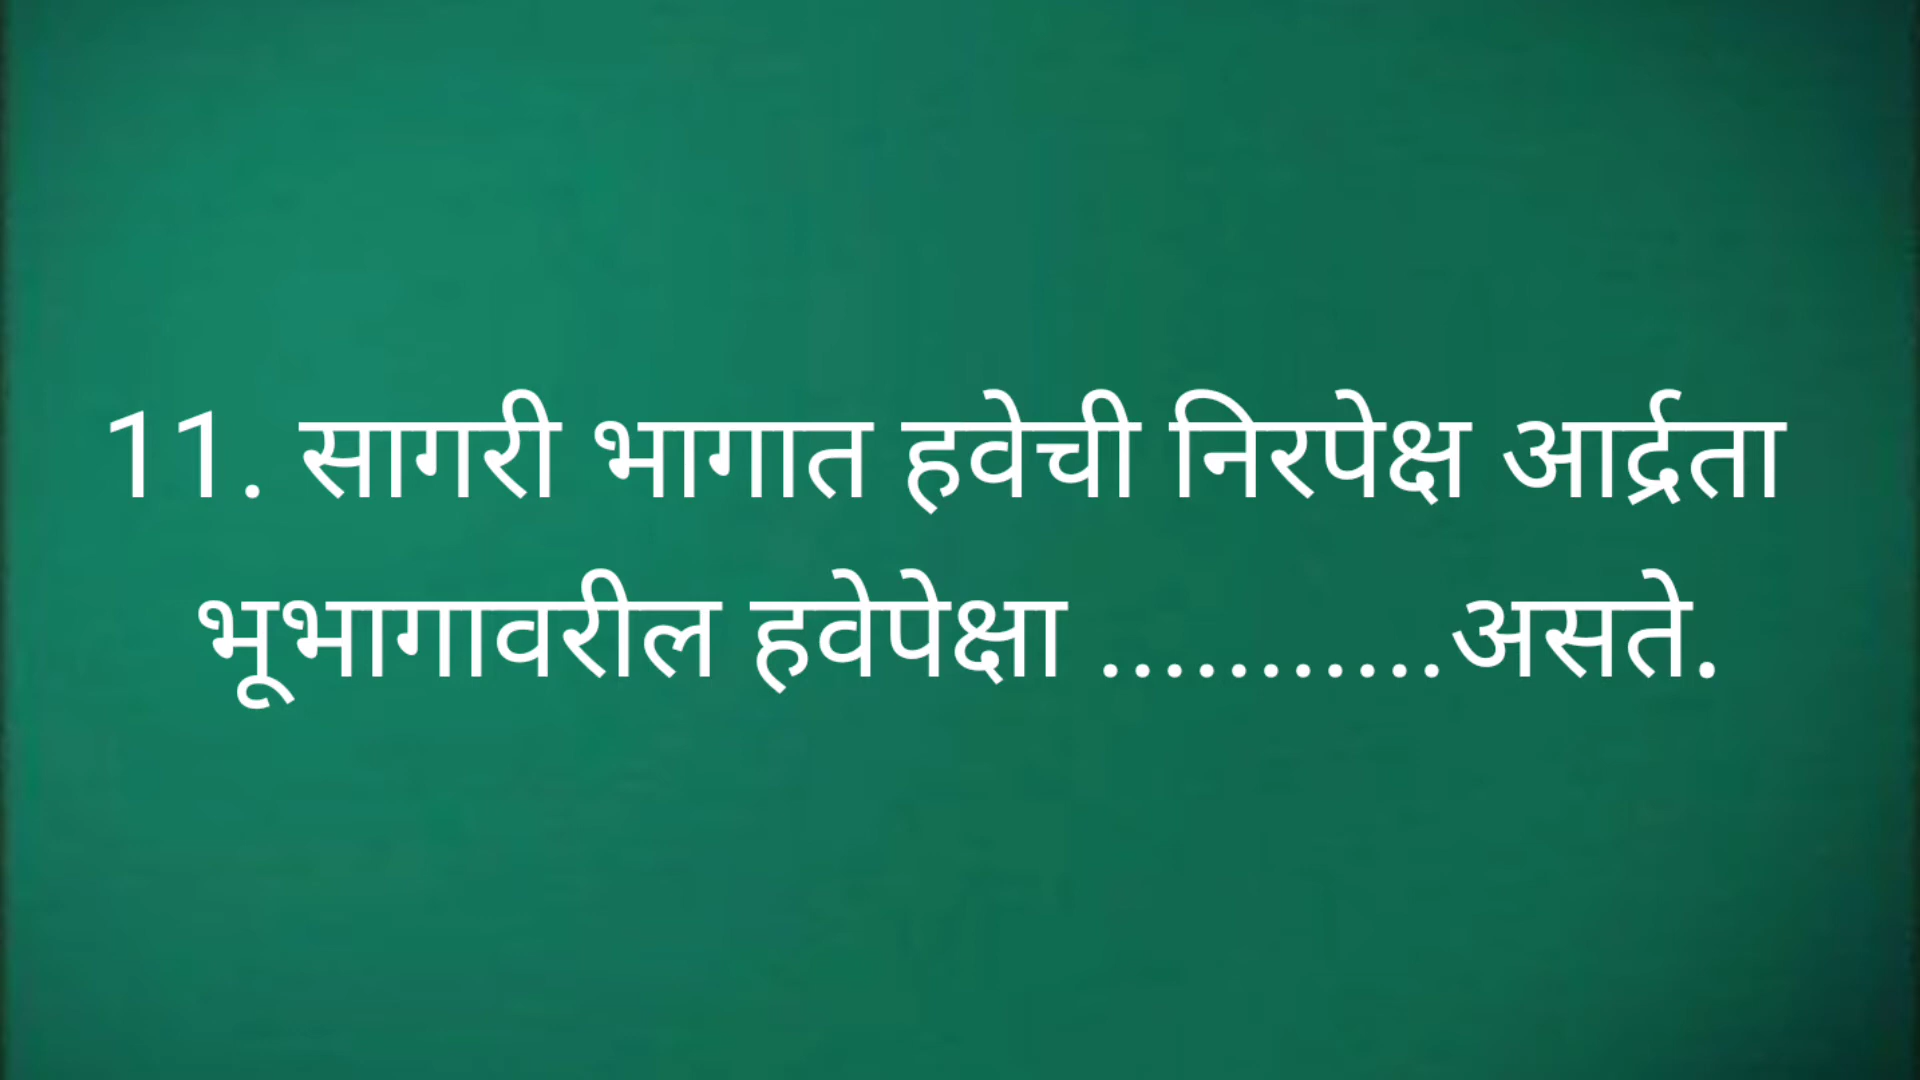 11. सागरी भागात हवेची निरपेक्ष आर्द्रता
भूभागावरील हवेपेक्षा ...........असते.